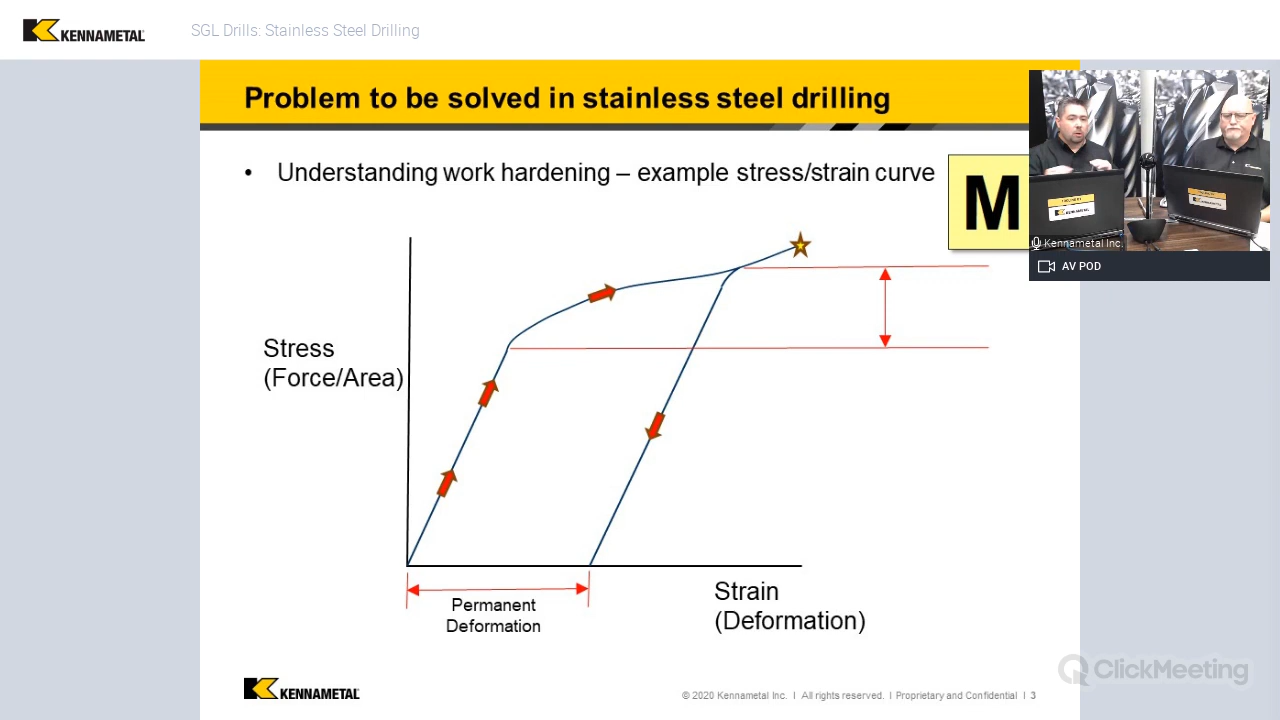 KENNAMETAL
SGL Drills: Stainless Steel Drilling
Problem to be solved in stainless steel drilling
• Understanding work hardening – example stress/strain curve
M
Kennametal Inc.
AV POD
Stress
(Force/Area)
Permanent
Deformation
Strain
(Deformation)
ClickMeeting
KENNAMETAL
© 2020 Kennametal Inc. I All rights reserved. I Proprietary and Confidential I 3